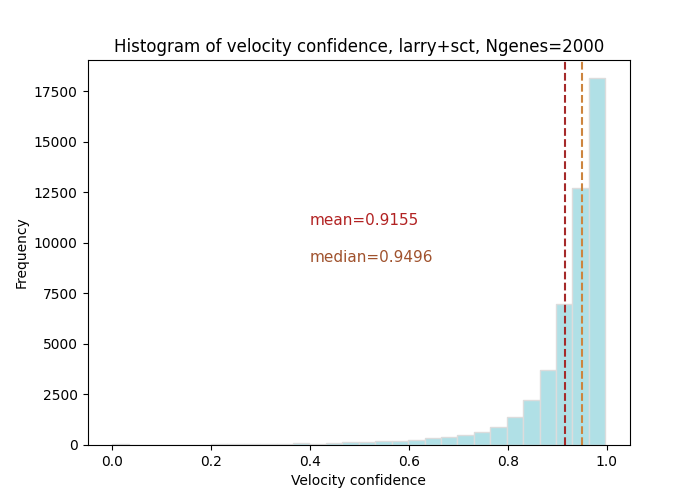 Histogram of velocity confidence, larry+sct, Ngenes=2000
17500
15000
12500
10000
7500
5000
2500
0
Frequency
mean=0.9155
median=0.9496
0.0 0.2 0.4 0.6 0.8 1.0
Velocity confidence